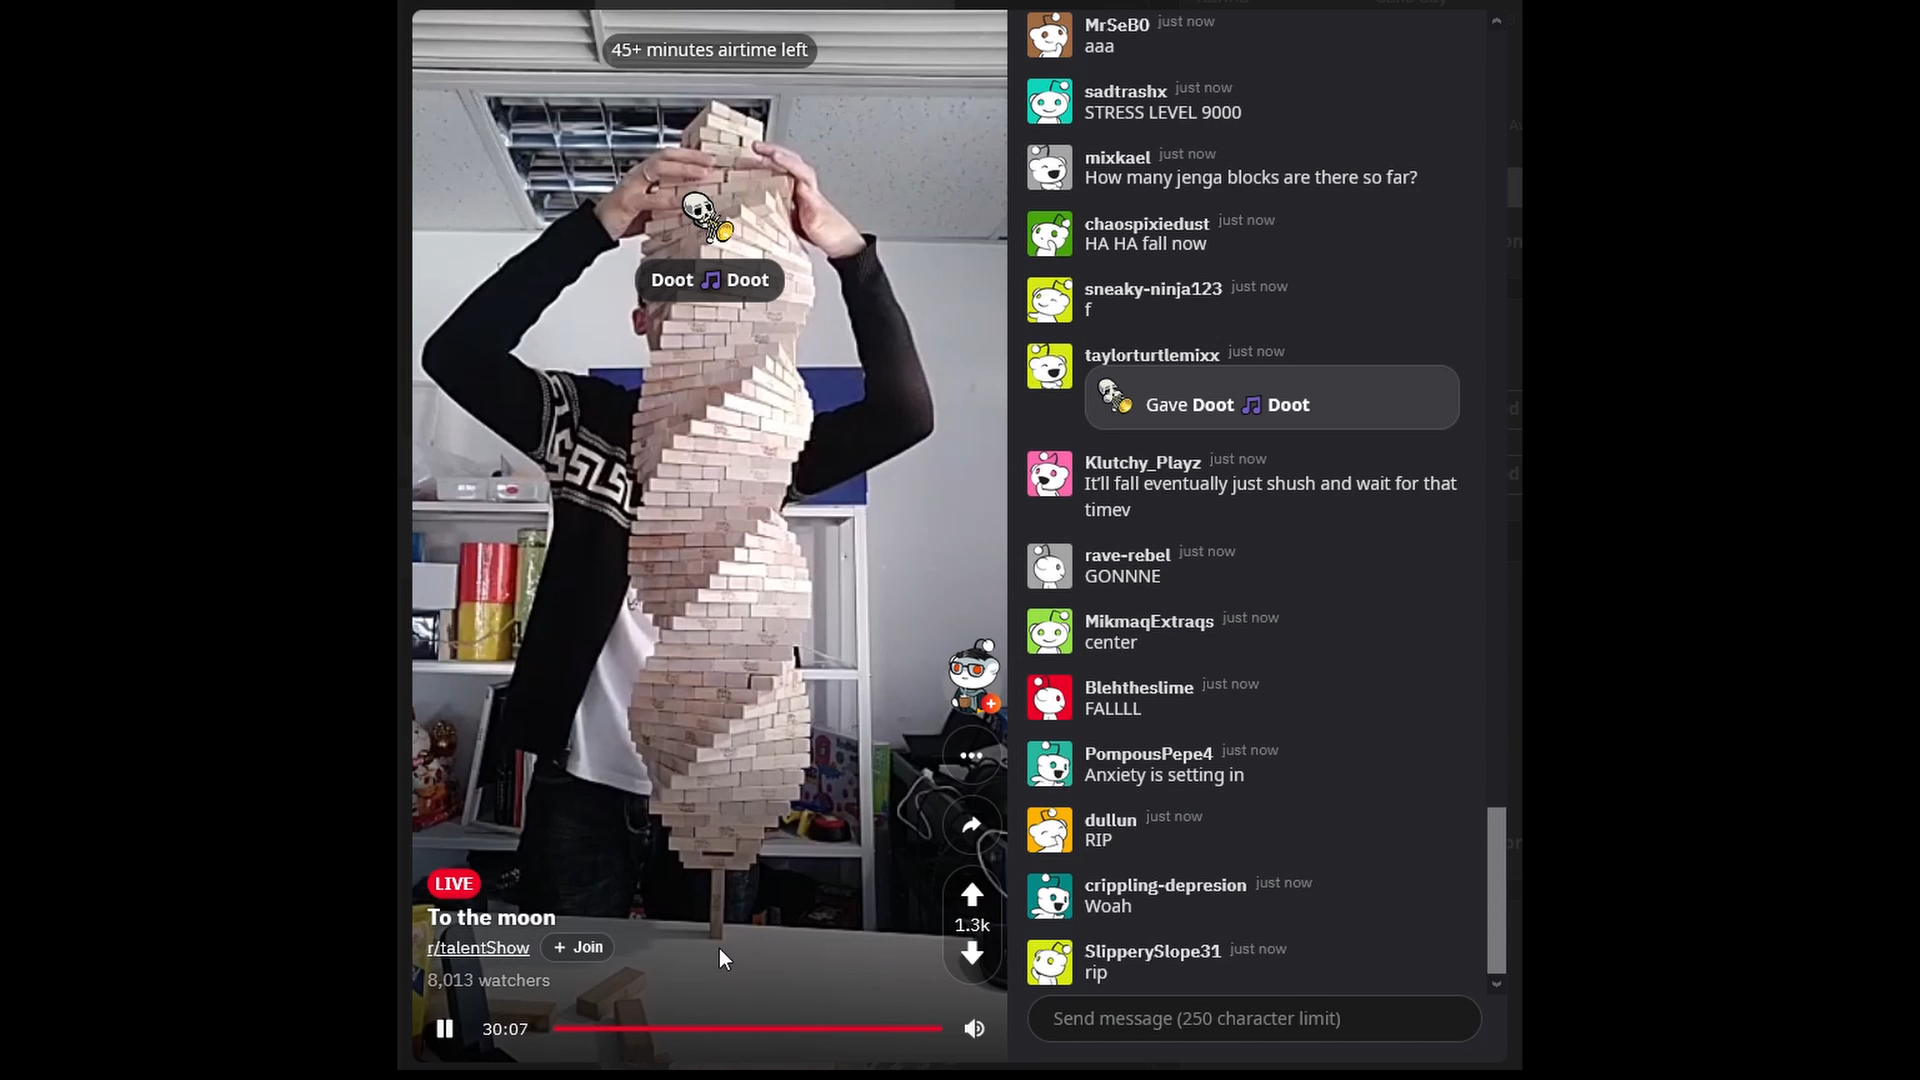 45+ minutes airtime left
Doot 🎵 Doot
LIVE
To the moon
r/talentShow
+ Join
8,013 watchers
30:07
1.3k
MrSeB0 just now
aaa
sadtrashx just now
STRESS LEVEL 9000
mixkael just now
How many jenga blocks are there so far?
chaospixiedust just now
HA HA fall now
sneaky-ninja123 just now
f
taylorturtlemixx just now
Gave Doot 🎵 Doot
Klutchy_Playz just now
It'll fall eventually just shush and wait for that
timev
rave-rebel just now
GONNNE
MikmaqExtraqs just now
center
Blehtheslime just now
FALLLL
PompousPepe4 just now
Anxiety is setting in
dullun just now
RIP
crippling-depresion just now
Woah
SlipperySlope31 just now
rip
Send message (250 character limit)